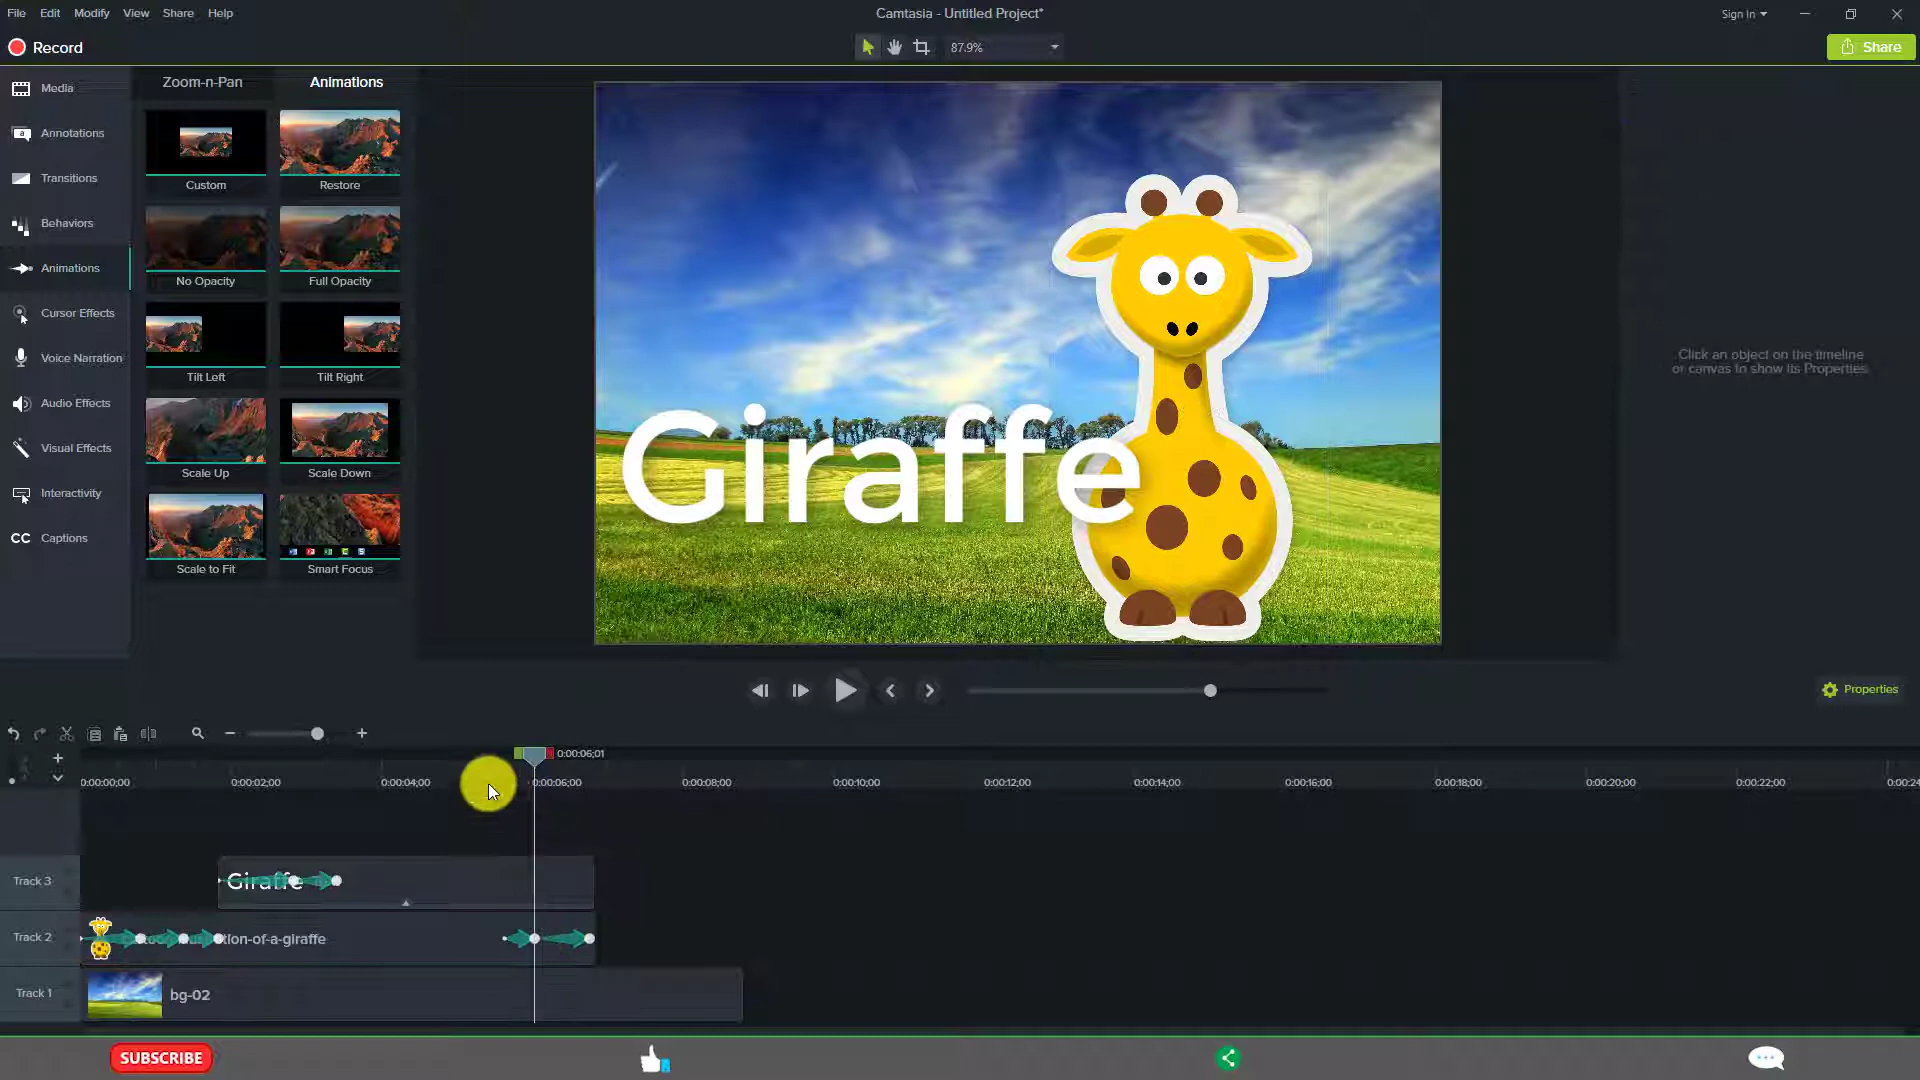 File Edit Modify View Share Help
Camtasia - Untitled Project*
Sign In
Record
87.9%
Share
Media
Annotations
Transitions
Behaviors
Animations
Cursor Effects
Voice Narration
Audio Effects
Visual Effects
Interactivity
CC Captions
Zoom-n-Pan Animations
Custom Restore
No Opacity Full Opacity
Tilt Left Tilt Right
Scale Up Scale Down
Scale to Fit Smart Focus
Giraffe
Click an object on the timeline
or canvas to show its Properties
Properties
0:00:06;01
0:00:00;00 0:00:02;00 0:00:04;00 0:00:06;00 0:00:08;00 0:00:10;00 0:00:12;00 0:00:14;00 0:00:16;00 0:00:18;00 0:00:20;00 0:00:22;00 0:00:24
Track 3 Giraffe
Track 2 tion-of-a-giraffe
Track 1 bg-02
SUBSCRIBE